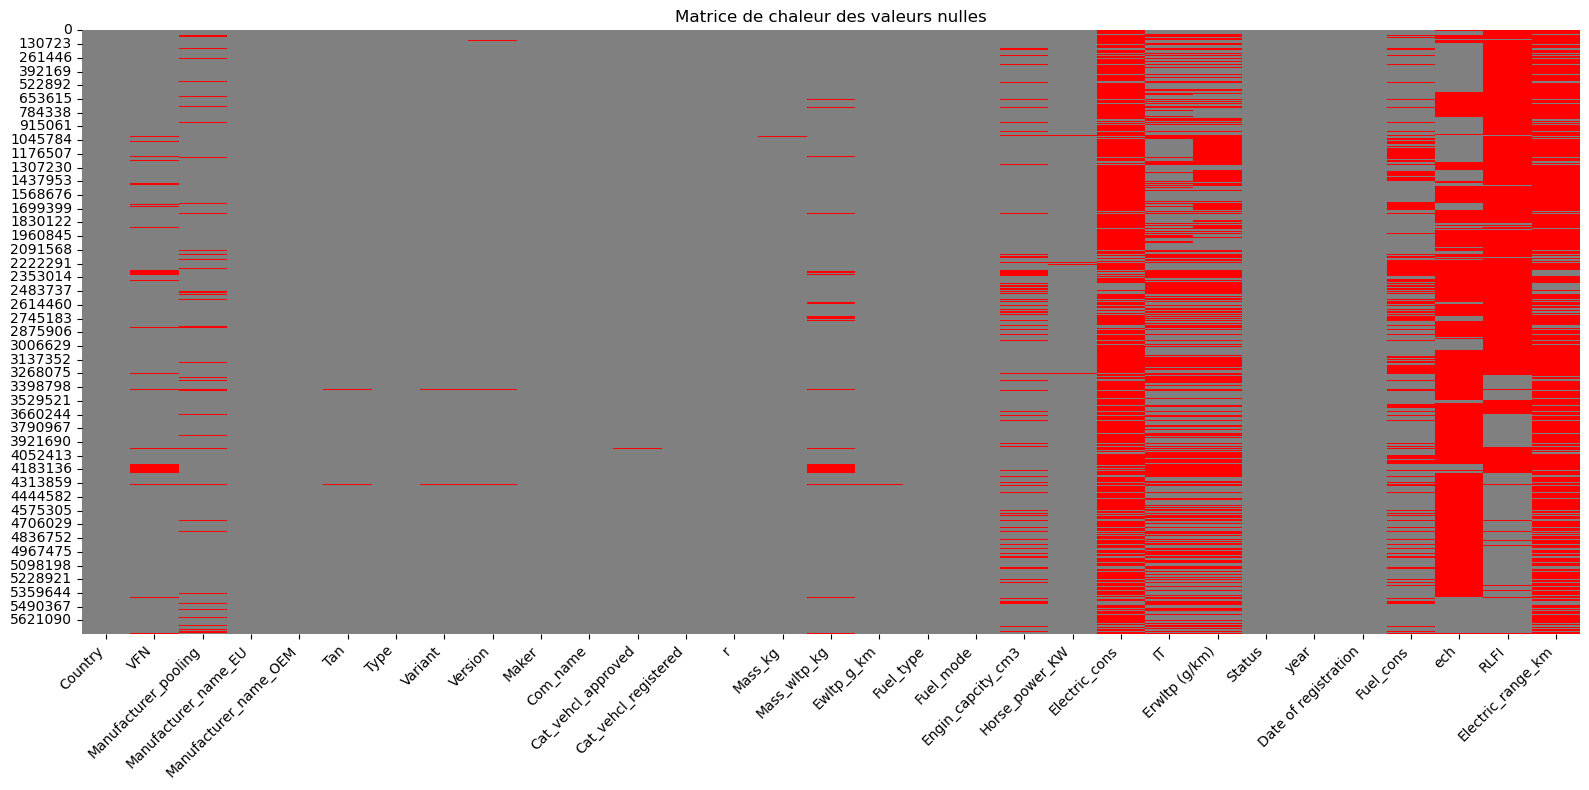 Matrice de chaleur des valeurs nulles
0
130723
261446
392169
522892
653615
784338
915061
1045784
1176507
1307230
1437953
1568676
1699399
1830122
1960845
2091568
2222291
2353014
2483737
2614460
2745183
2875906
3006629
3137352
3268075
3398798
3529521
3660244
3790967
3921690
4052413
4183136
4313859
4444582
4575305
4706029
4836752
4967475
5098198
5228921
5359644
5490367
5621090
Country
VFN
Manufacturer_pooling
Manufacturer_name_EU
Manufacturer_name_OEM
Tan
Type
Variant
Version
Maker
Com_name
Cat_vehcl_approved
Cat_vehcl_registered
r
Mass_kg
Mass_wltp_kg
Ewltp_g_km
Fuel_type
Fuel_mode
Engin_capcity_cm3
Horse_power_KW
Electric_cons
IT
Erwltp (g/km)
Status
year
Date of registration
Fuel_cons
ech
RLFI
Electric_range_km